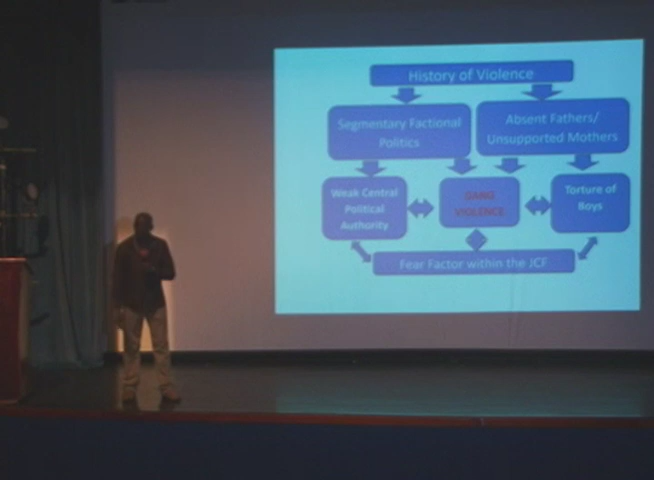 History of Violence
Segmentary Factional
Politics
Absent Fathers/
Unsupported Mothers
Weak Central
Political
Authority
GANG
VIOLENCE
Torture of
Boys
Fear Factor within the JCF